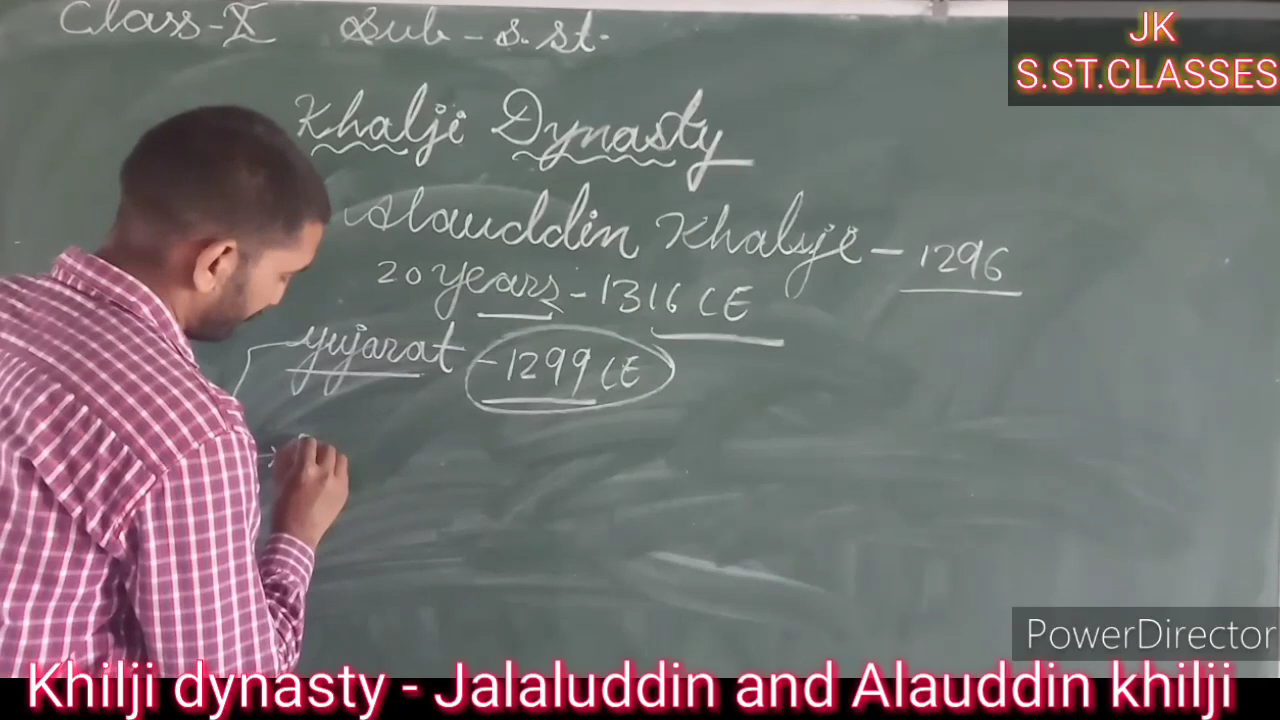 Class-X Sub - S.St.
JK
S.ST.CLASSES
Khalji Dynasty
Alauddin Khalji - 1296
20 years - 1316 CE
Gujarat - 1299 CE
PowerDirector
Khilji dynasty - Jalaluddin and Alauddin khilji